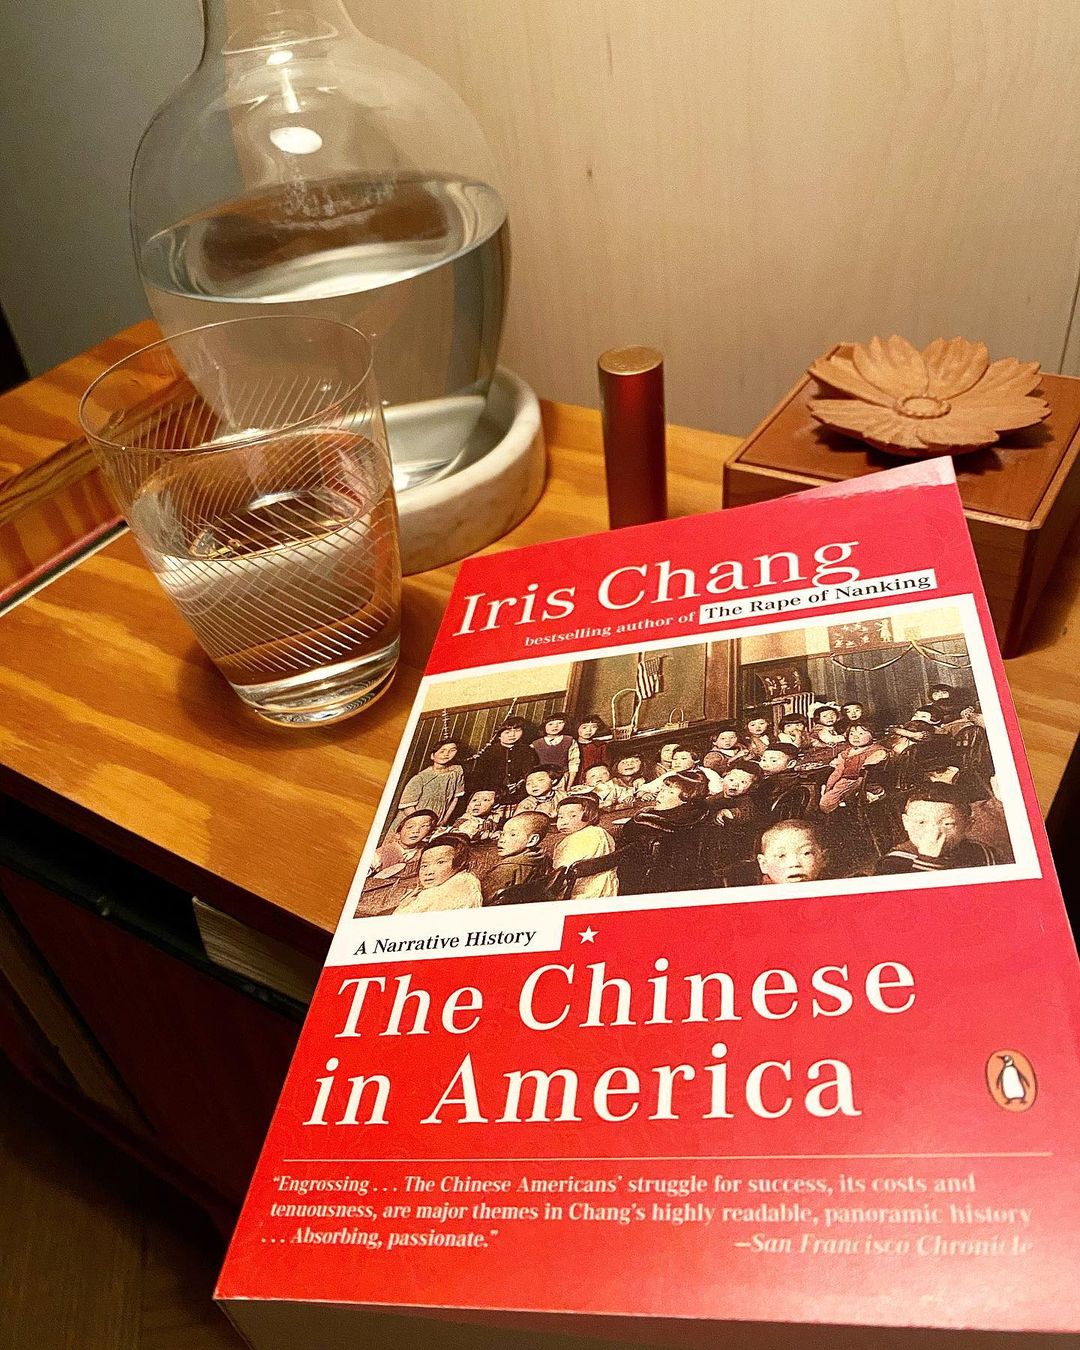 Iris Chang
bestselling author of The Rape of Nanking
A Narrative History
The Chinese
in America
"Engrossing . . . The Chinese Americans' struggle for success, its costs and
tenuousness, are major themes in Chang's highly readable, panoramic history
. . . Absorbing, passionate."
—San Francisco Chronicle